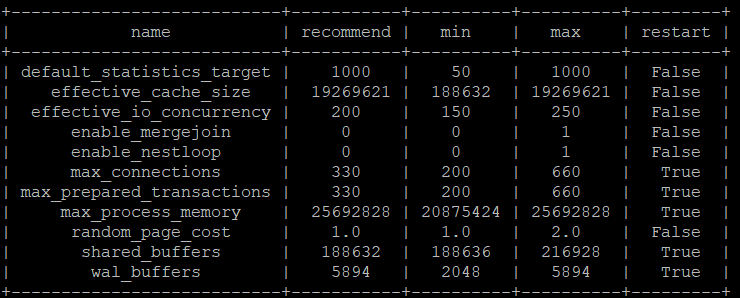 +---------------------------+-----------+----------+----------+---------+
| name | recommend | min | max | restart |
+---------------------------+-----------+----------+----------+---------+
| default_statistics_target | 1000 | 50 | 1000 | False |
| effective_cache_size | 19269621 | 188632 | 19269621 | False |
| effective_io_concurrency | 200 | 150 | 250 | False |
| enable_mergejoin | 0 | 0 | 1 | False |
| enable_nestloop | 0 | 0 | 1 | False |
| max_connections | 330 | 200 | 660 | True |
| max_prepared_transactions | 330 | 200 | 660 | True |
| max_process_memory | 25692828 | 20875424 | 25692828 | True |
| random_page_cost | 1.0 | 1.0 | 2.0 | False |
| shared_buffers | 188632 | 188636 | 216928 | True |
| wal_buffers | 5894 | 2048 | 5894 | True |
+---------------------------+-----------+----------+----------+---------+